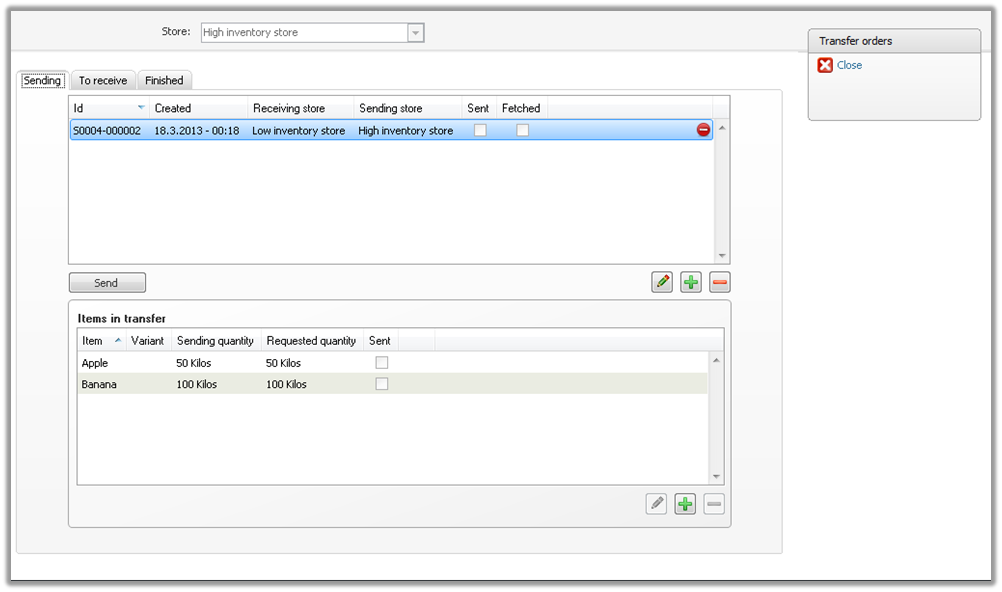 Store: High inventory store
Transfer orders
Close
Sending To receive Finished
Id Created Receiving store Sending store Sent Fetched
S0004-000002 18.3.2013 - 00:18 Low inventory store High inventory store
Send
Items in transfer
Item Variant Sending quantity Requested quantity Sent
Apple 50 Kilos 50 Kilos
Banana 100 Kilos 100 Kilos